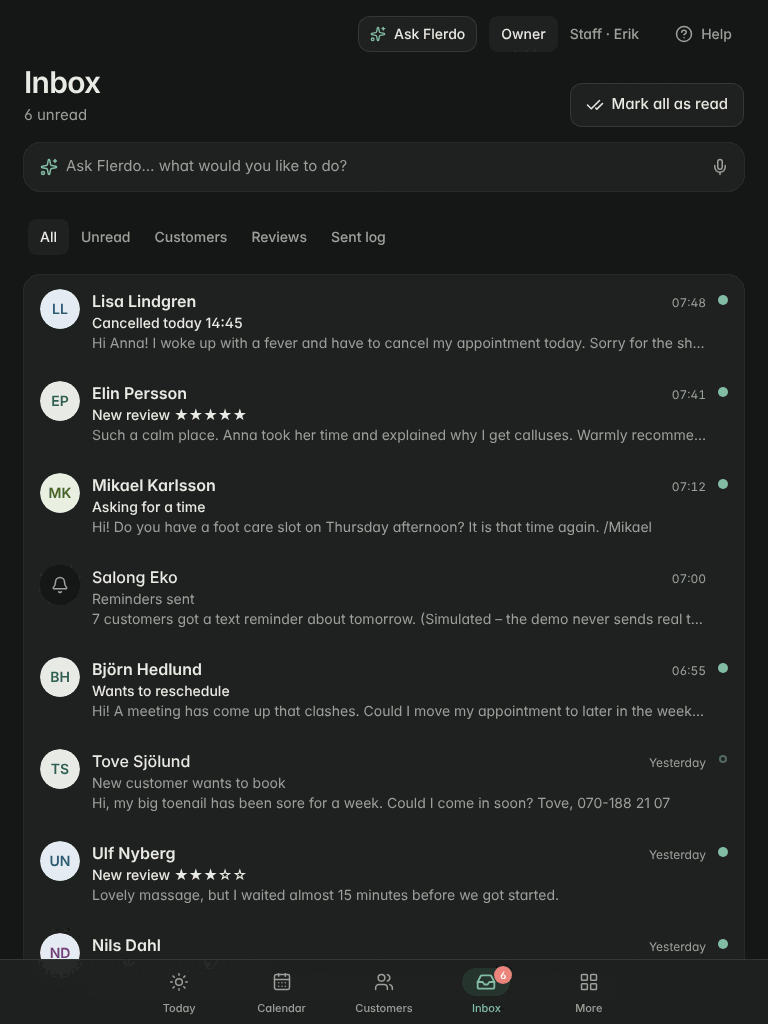 Ask Flerdo
Owner
Staff · Erik
Help
Inbox
6 unread
Mark all as read
Ask Flerdo... what would you like to do?
All
Unread
Customers
Reviews
Sent log
LL
Lisa Lindgren
07:48
Cancelled today 14:45
Hi Anna! I woke up with a fever and have to cancel my appointment today. Sorry for the sh...
EP
Elin Persson
07:41
New review ★★★★★
Such a calm place. Anna took her time and explained why I get calluses. Warmly recomme...
MK
Mikael Karlsson
07:12
Asking for a time
Hi! Do you have a foot care slot on Thursday afternoon? It is that time again. /Mikael
Salong Eko
07:00
Reminders sent
7 customers got a text reminder about tomorrow. (Simulated – the demo never sends real t...
BH
Björn Hedlund
06:55
Wants to reschedule
Hi! A meeting has come up that clashes. Could I move my appointment to later in the week...
TS
Tove Sjölund
Yesterday
New customer wants to book
Hi, my big toenail has been sore for a week. Could I come in soon? Tove, 070-188 21 07
UN
Ulf Nyberg
Yesterday
New review ★★★☆☆
Lovely massage, but I waited almost 15 minutes before we got started.
ND
Nils Dahl
Yesterday
6
Today
Calendar
Customers
Inbox
More